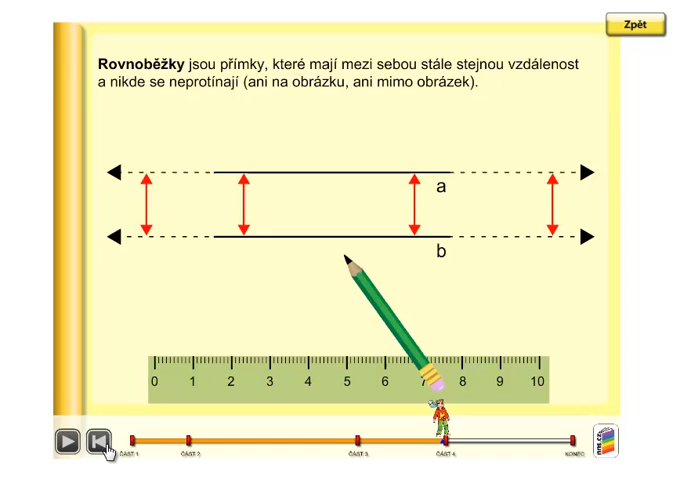 Zpět
Rovnoběžky jsou přímky, které mají mezi sebou stále stejnou vzdálenost
a nikde se neprotínají (ani na obrázku, ani mimo obrázek).
a
b
0 1 2 3 4 5 6 7 8 9 10
ČÁST 1. ČÁST 2. ČÁST 3. ČÁST 4. KONEC